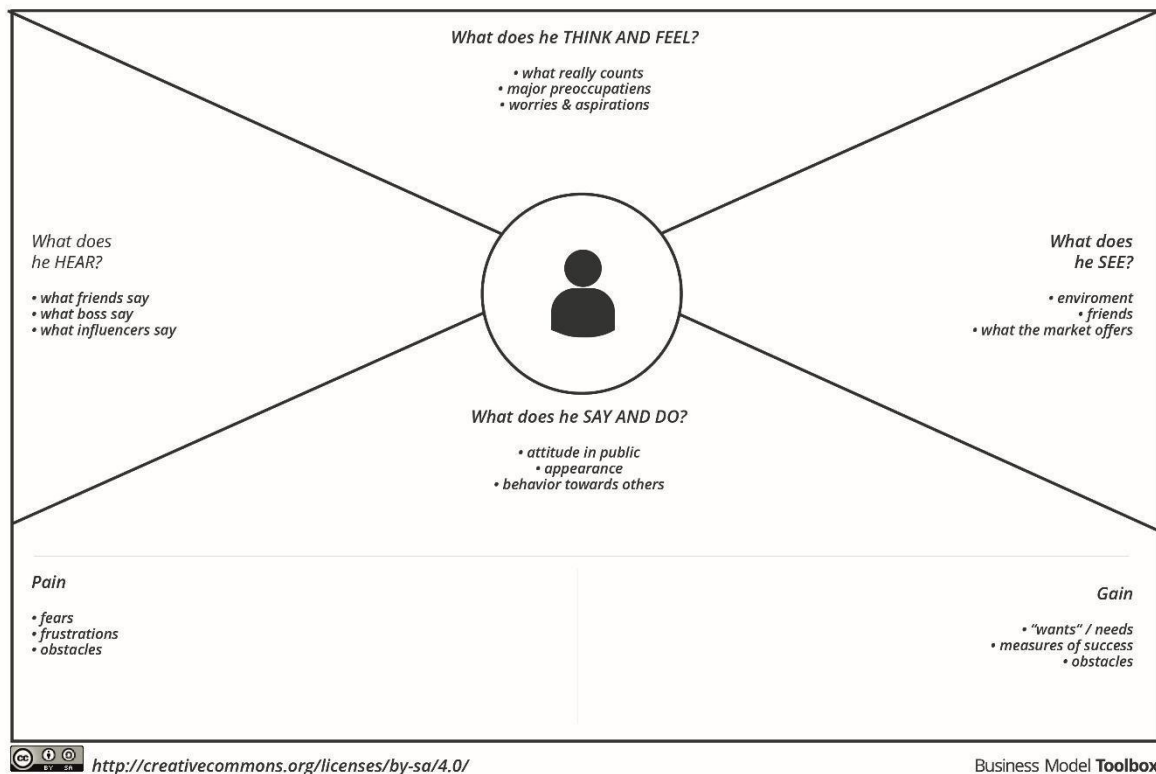 What does he THINK AND FEEL?
• what really counts
• major preoccupatiens
• worries & aspirations
What does
he HEAR?
• what friends say
• what boss say
• what influencers say
What does
he SEE?
• enviroment
• friends
• what the market offers
What does he SAY AND DO?
• attitude in public
• appearance
• behavior towards others
Pain
• fears
• frustrations
• obstacles
Gain
• “wants” / needs
• measures of success
• obstacles
cc BY SA
http://creativecommons.org/licenses/by-sa/4.0/
Business Model Toolbox